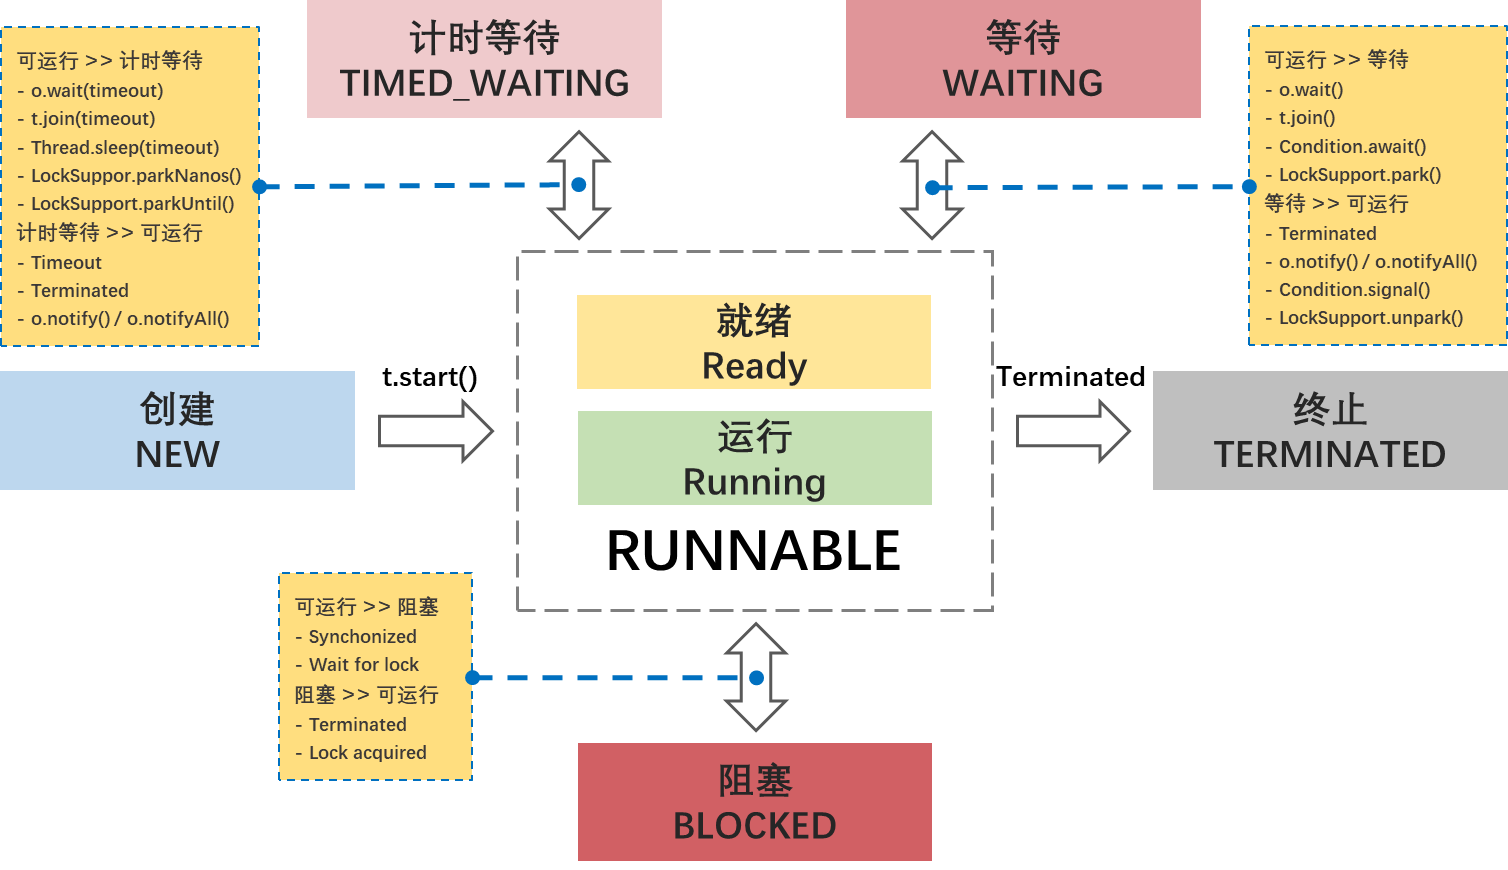 计时等待
TIMED_WAITING
等待
WAITING
可运行 >> 计时等待
- o.wait(timeout)
- t.join(timeout)
- Thread.sleep(timeout)
- LockSuppor.parkNanos()
- LockSupport.parkUntil()
计时等待 >> 可运行
- Timeout
- Terminated
- o.notify() / o.notifyAll()
可运行 >> 等待
- o.wait()
- t.join()
- Condition.await()
- LockSupport.park()
等待 >> 可运行
- Terminated
- o.notify() / o.notifyAll()
- Condition.signal()
- LockSupport.unpark()
创建
NEW
t.start()
就绪
Ready
运行
Running
RUNNABLE
Terminated
终止
TERMINATED
可运行 >> 阻塞
- Synchonized
- Wait for lock
阻塞 >> 可运行
- Terminated
- Lock acquired
阻塞
BLOCKED